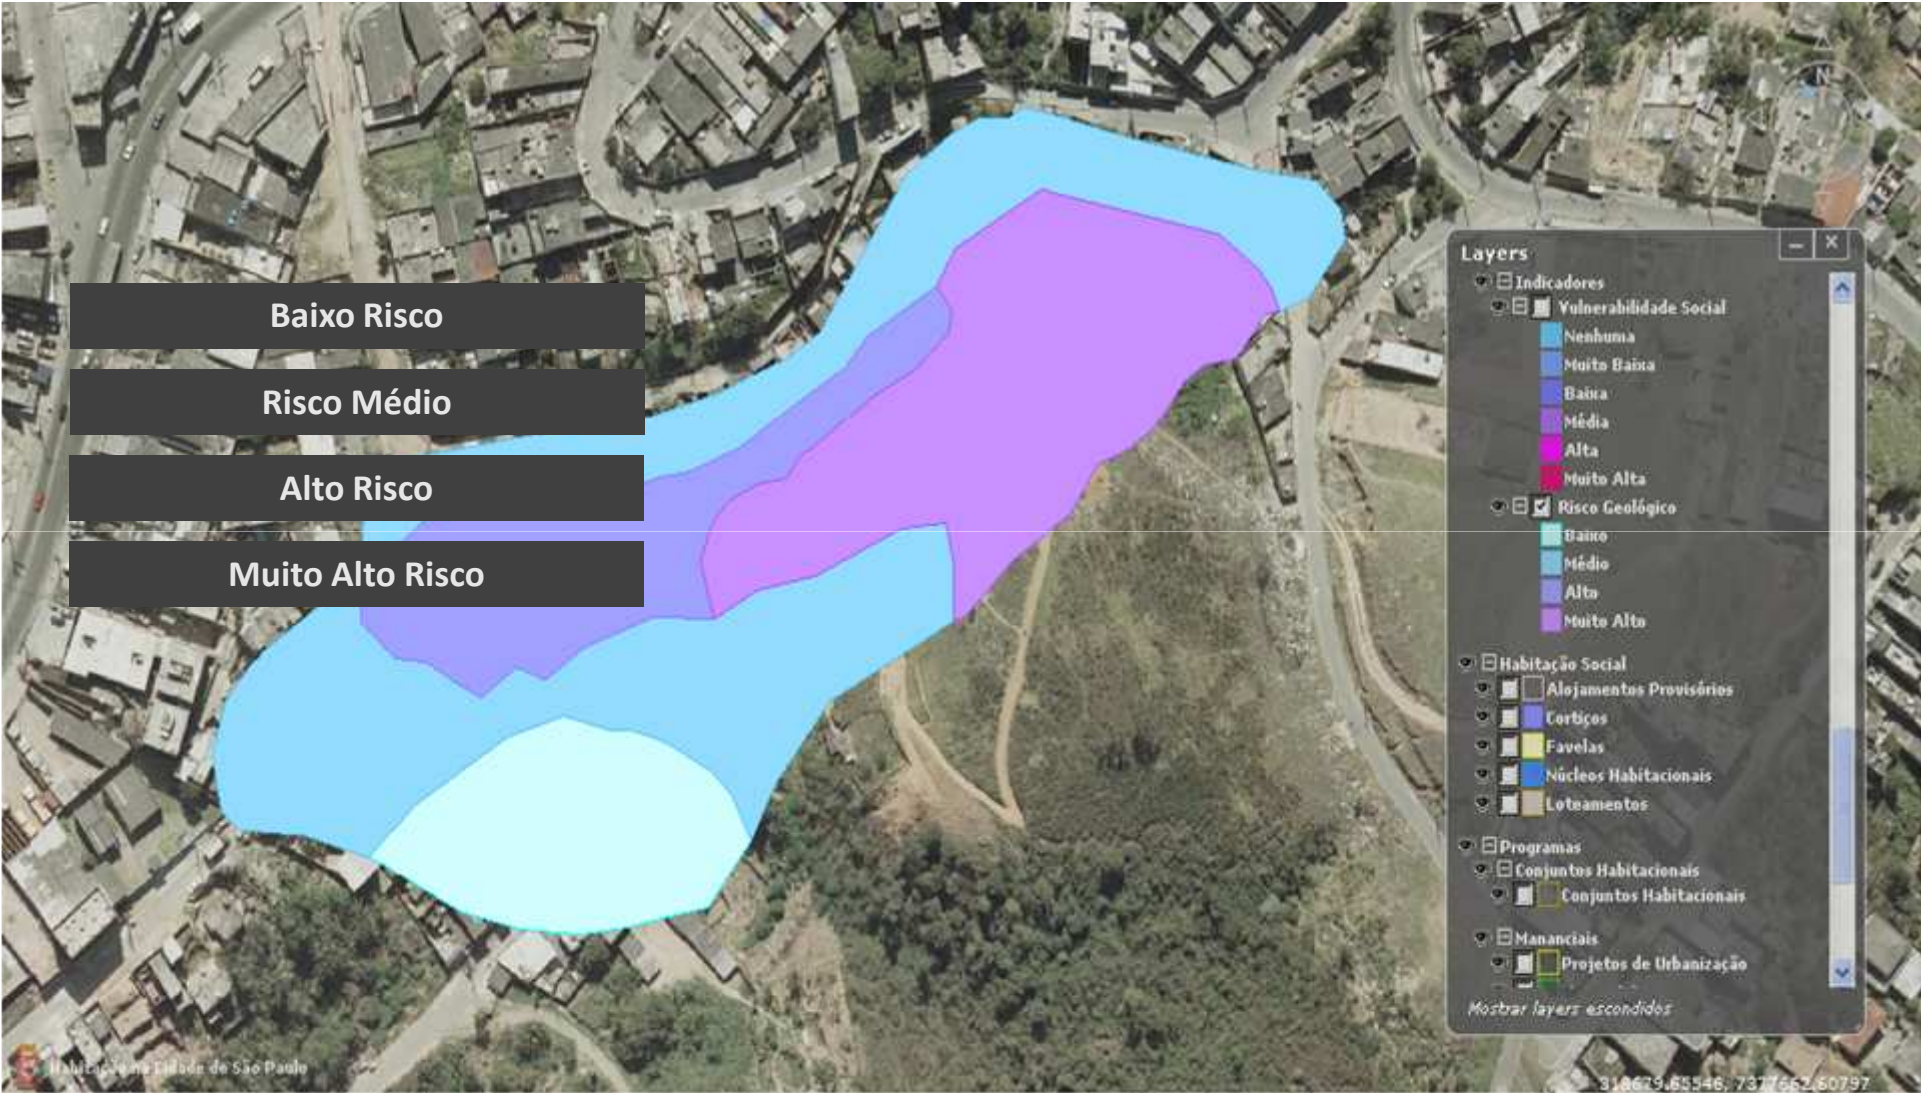 Baixo Risco
Risco Médio
Alto Risco
Muito Alto Risco
N
Layers
Indicadores
Vulnerabilidade Social
Nenhuma
Muito Baixa
Baixa
Média
Alta
Muito Alta
Risco Geológico
Baixo
Médio
Alto
Muito Alto
Habitação Social
Alojamentos Provisórios
Cortiços
Favelas
Núcleos Habitacionais
Loteamentos
Programas
Conjuntos Habitacionais
Conjuntos Habitacionais
Mananciais
Projetos de Urbanização
Mostrar layers escondidos
Habitação na Cidade de São Paulo
318679.65546, 7377662.60797